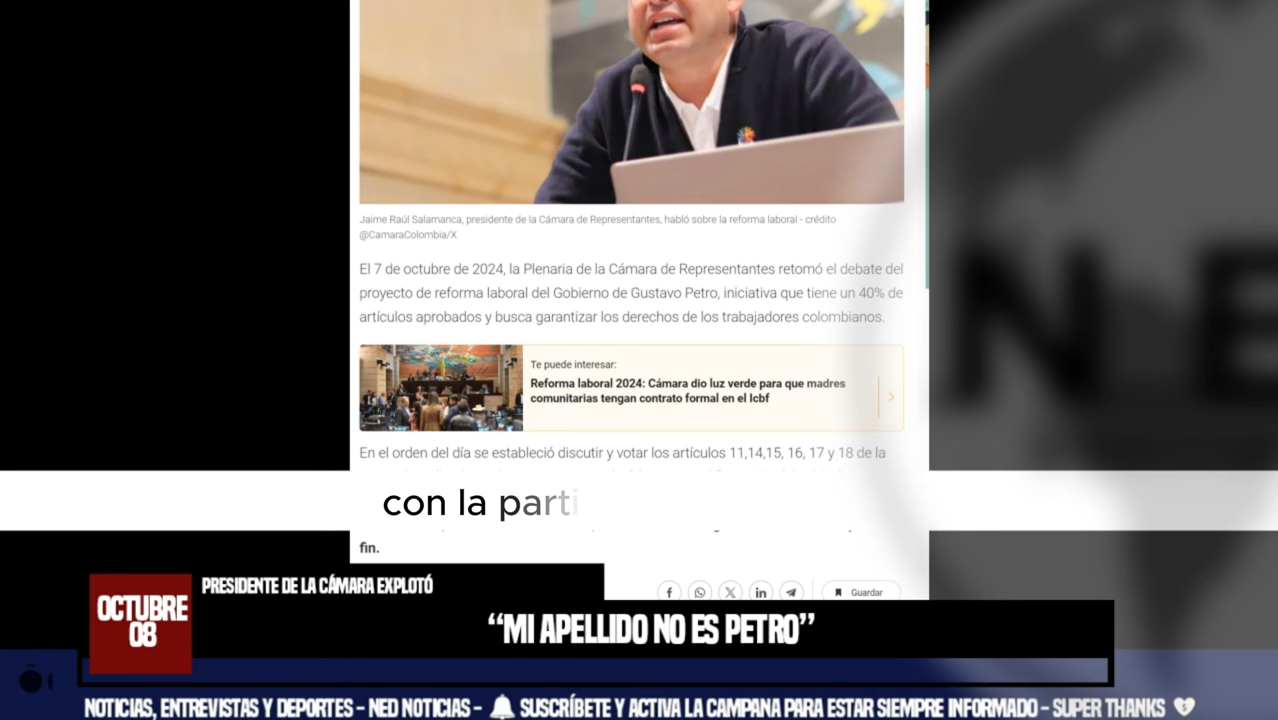 Jaime Raúl Salamanca, presidente de la Cámara de Representantes, habló sobre la reforma laboral - crédito
@CamaraColombia/X
El 7 de octubre de 2024, la Plenaria de la Cámara de Representantes retomó el debate del
proyecto de reforma laboral del Gobierno de Gustavo Petro, iniciativa que tiene un 40% de
artículos aprobados y busca garantizar los derechos de los trabajadores colombianos.
Te puede interesar:
Reforma laboral 2024: Cámara dio luz verde para que madres
comunitarias tengan contrato formal en el Icbf
En el orden del día se estableció discutir y votar los artículos 11,14,15, 16, 17 y 18 de la
con la parti
fin.
Guardar
PRESIDENTE DE LA CÁMARA EXPLOTÓ
OCTUBRE
08
“MI APELLIDO NO ES PETRO”
NOTICIAS, ENTREVISTAS Y DEPORTES - NED NOTICIAS - SUSCRÍBETE Y ACTIVA LA CAMPANA PARA ESTAR SIEMPRE INFORMADO - SUPER THANKS
N E